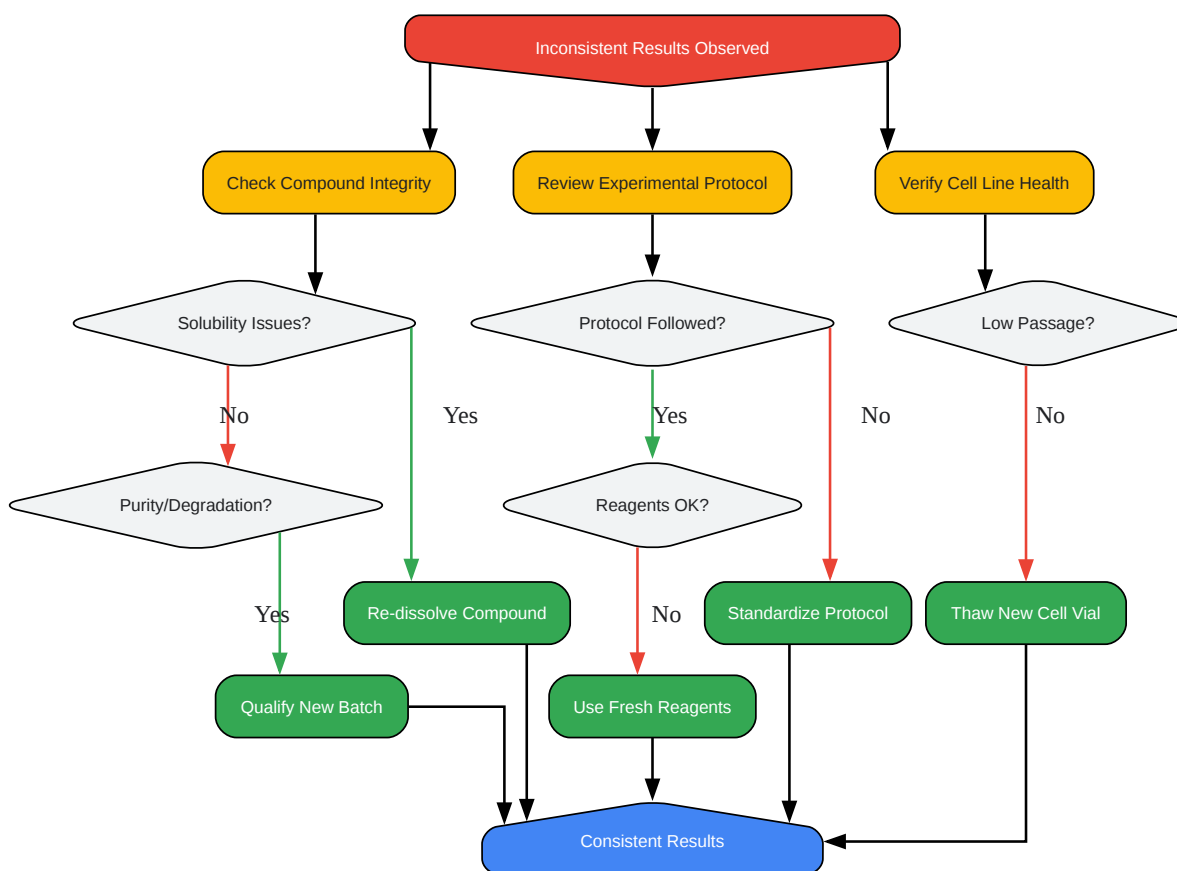 Inconsistent Results Observed
Check Compound Integrity
Review Experimental Protocol
Verify Cell Line Health
Solubility Issues?
Protocol Followed?
Low Passage?
No
Yes
Yes
No
No
Purity/Degradation?
Reagents OK?
Yes
Re-dissolve Compound
No
Standardize Protocol
Thaw New Cell Vial
Qualify New Batch
Use Fresh Reagents
Consistent Results